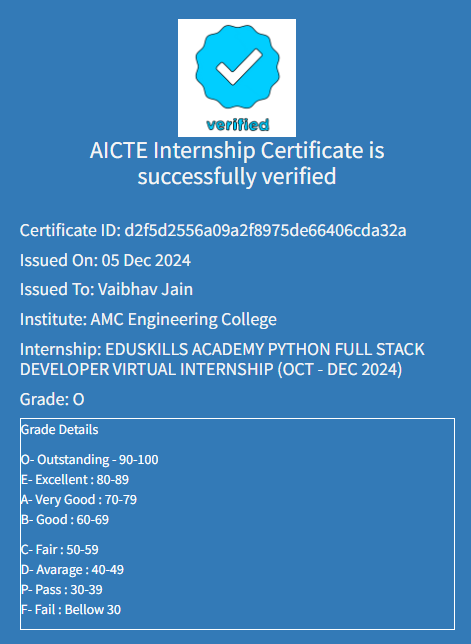 verified
AICTE Internship Certificate is
successfully verified
Certificate ID: d2f5d2556a09a2f8975de66406cda32a
Issued On: 05 Dec 2024
Issued To: Vaibhav Jain
Institute: AMC Engineering College
Internship: EDUSKILLS ACADEMY PYTHON FULL STACK
DEVELOPER VIRTUAL INTERNSHIP (OCT - DEC 2024)
Grade: O
Grade Details
O- Outstanding - 90-100
E- Excellent : 80-89
A- Very Good : 70-79
B- Good : 60-69
C- Fair : 50-59
D- Avarage : 40-49
P- Pass : 30-39
F- Fail : Bellow 30